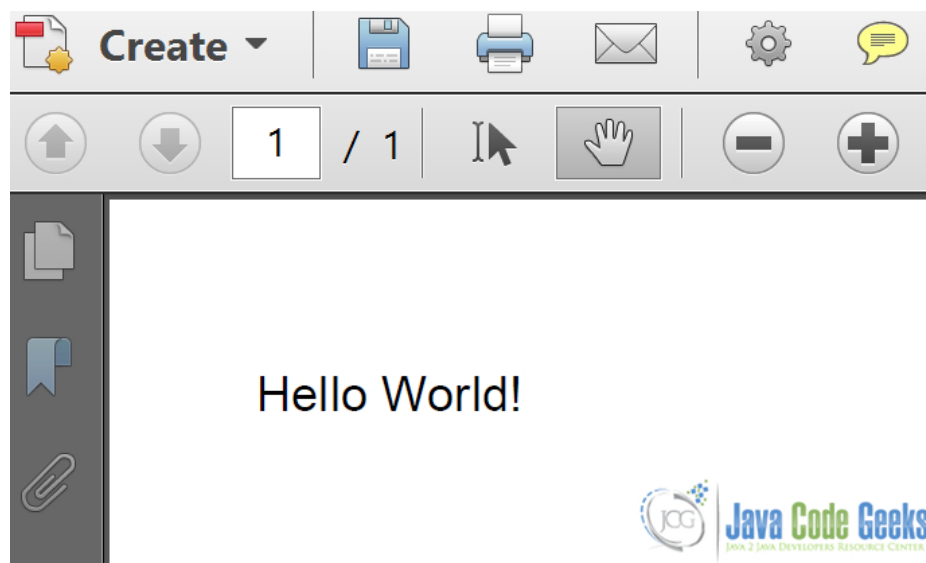 Create
1 / 1
Hello World!
JCG
Java Code Geeks
JAVA 2 JAVA DEVELOPERS RESOURCE CENTER